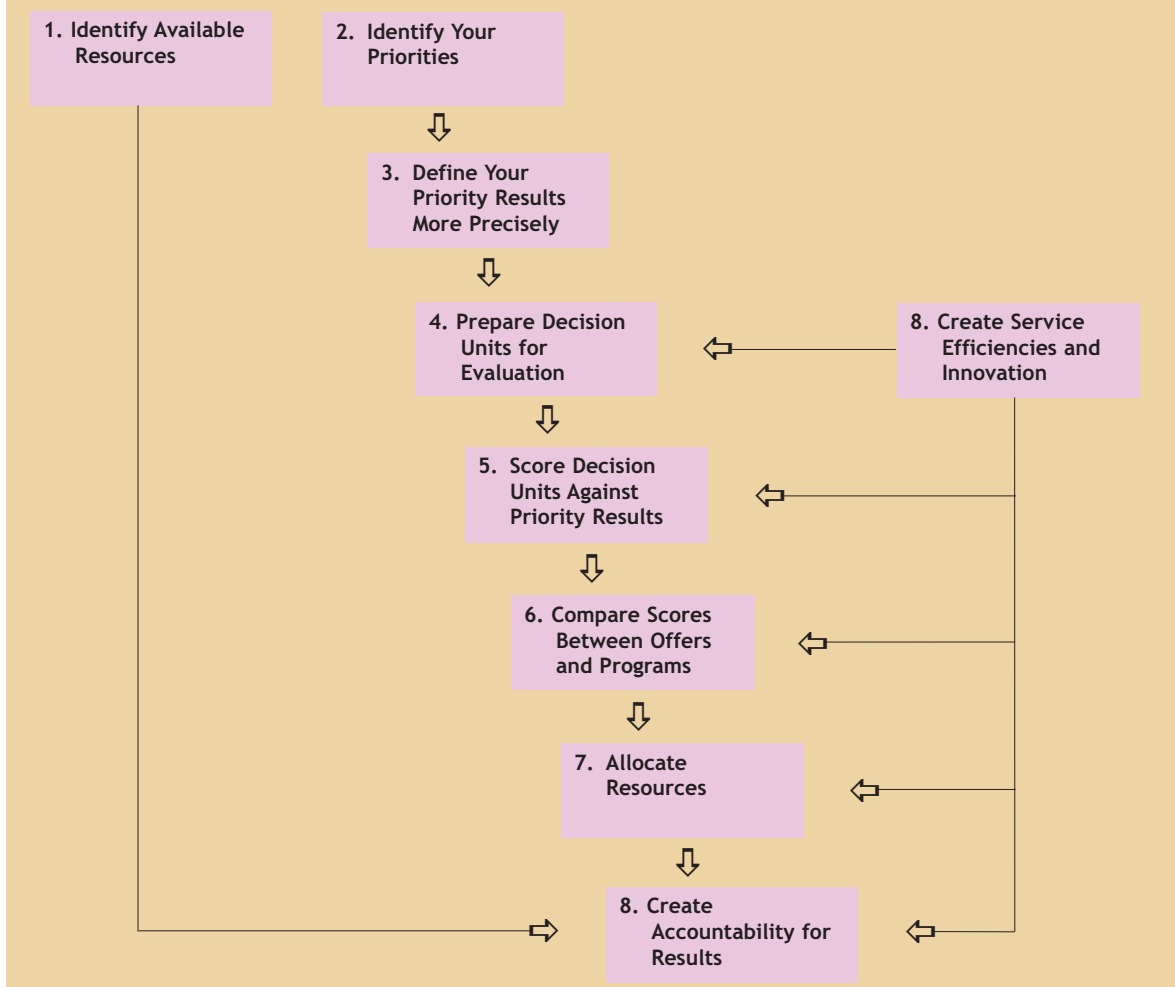 1. Identify Available
Resources
2. Identify Your
Priorities
3. Define Your
Priority Results
More Precisely
4. Prepare Decision
Units for
Evaluation
8. Create Service
Efficiencies and
Innovation
5. Score Decision
Units Against
Priority Results
6. Compare Scores
Between Offers
and Programs
7. Allocate
Resources
8. Create
Accountability for
Results